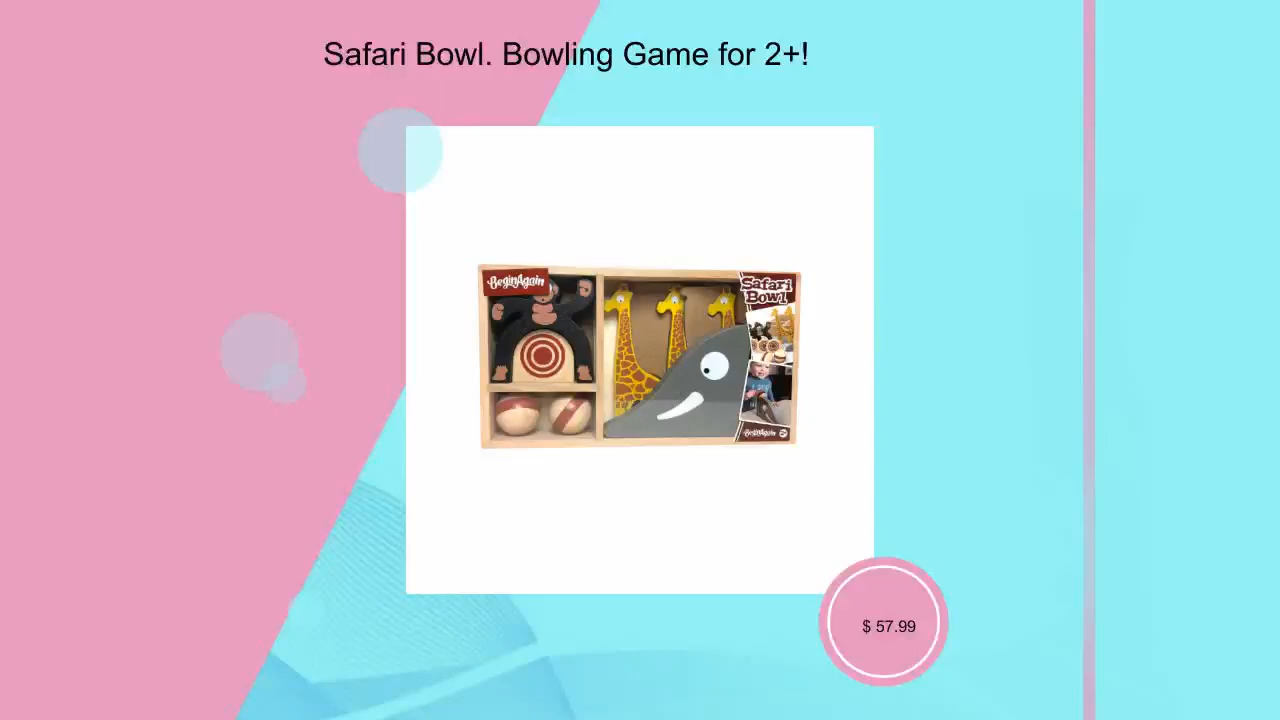 Safari Bowl. Bowling Game for 2+!
BeginAgain
Safari
Bowl
BeginAgain
$ 57.99